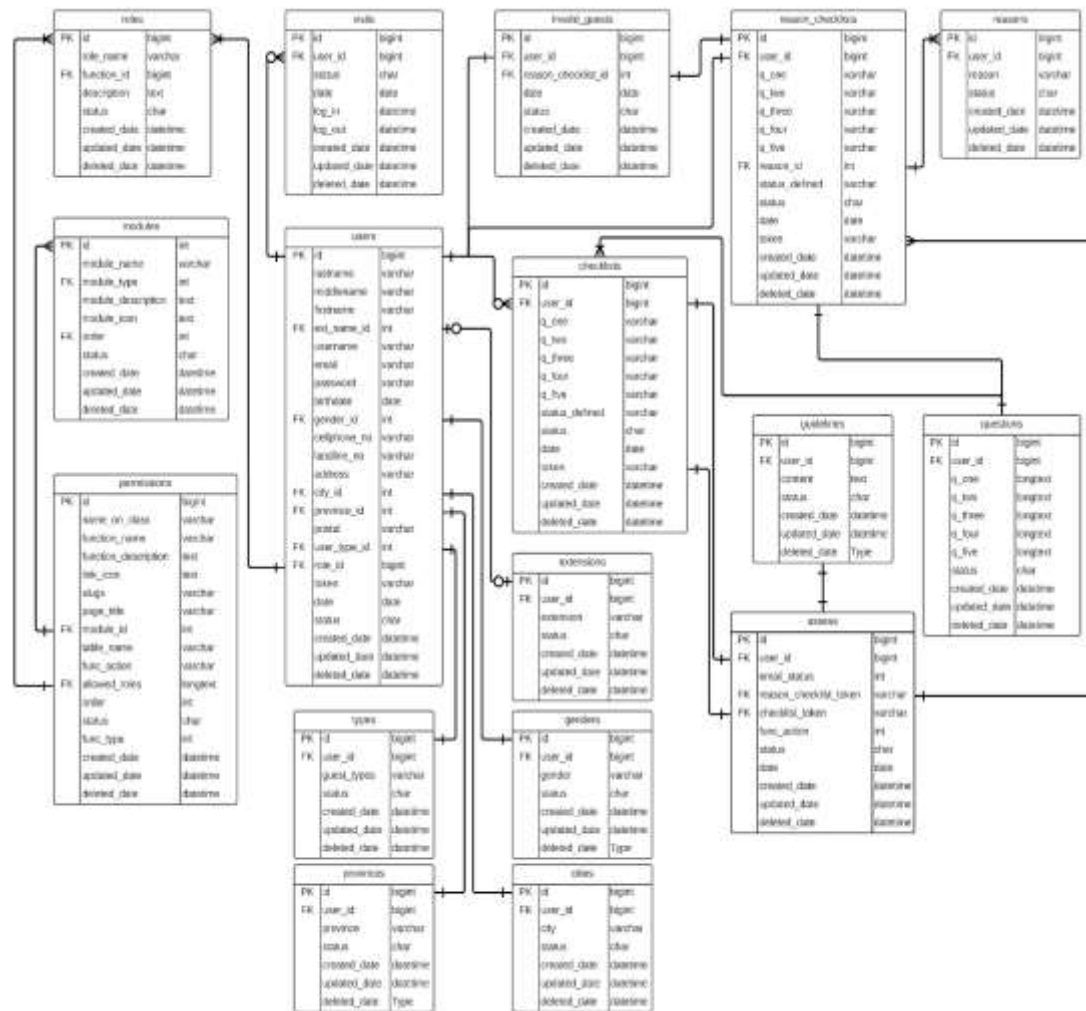 roles
PK id bigint
role_name varchar
FK function_id bigint
description text
status char
created_date datetime
updated_date datetime
deleted_date datetime
visits
PK id bigint
FK user_id bigint
status char
date date
log_in datetime
log_out datetime
created_date datetime
updated_date datetime
deleted_date datetime
invalid_guests
PK id bigint
FK user_id bigint
FK reason_checklist_id int
date date
status char
created_date datetime
updated_date datetime
deleted_date datetime
reason_checklists
PK id bigint
FK user_id bigint
q_one varchar
q_two varchar
q_three varchar
q_four varchar
q_five varchar
FK reason_id int
status_defined varchar
status char
date date
token varchar
created_date datetime
updated_date datetime
deleted_date datetime
reasons
PK id bigint
FK user_id bigint
reason varchar
status char
created_date datetime
updated_date datetime
deleted_date datetime
modules
PK id int
module_name varchar
FK module_type int
module_description text
module_icon text
FK order int
status char
created_date datetime
updated_date datetime
deleted_date datetime
users
PK id bigint
lastname varchar
middlename varchar
firstname varchar
FK ext_name_id int
username varchar
email varchar
password varchar
birthdate date
FK gender_id int
cellphone_no varchar
landline_no varchar
address varchar
FK city_id int
FK province_id int
postal varchar
FK user_type_id int
FK role_id bigint
token varchar
date date
status char
created_date datetime
updated_date datetime
deleted_date datetime
checklists
PK id bigint
FK user_id bigint
q_one varchar
q_two varchar
q_three varchar
q_four varchar
q_five varchar
status_defined varchar
status char
date date
token varchar
created_date datetime
updated_date datetime
deleted_date datetime
guidelines
PK id bigint
FK user_id bigint
content text
status char
created_date datetime
updated_date datetime
deleted_date Type
questions
PK id bigint
FK user_id bigint
q_one longtext
q_two longtext
q_three longtext
q_four longtext
q_five longtext
status char
created_date datetime
updated_date datetime
deleted_date datetime
permissions
PK id bigint
name_on_class varchar
function_name varchar
function_description text
link_icon text
slugs varchar
page_title varchar
FK module_id int
table_name varchar
func_action varchar
FK allowed_roles longtext
order int
status char
func_type int
created_date datetime
updated_date datetime
deleted_date datetime
extensions
PK id bigint
FK user_id bigint
extension varchar
status char
created_date datetime
updated_date datetime
deleted_date datetime
PK id bigint
FK user_id bigint
email_status int
FK reason_checklist_token varchar
FK checklist_token varchar
func_action int
status char
date date
created_date datetime
updated_date datetime
deleted_date datetime
types
PK id bigint
FK user_id bigint
guest_types varchar
status char
created_date datetime
updated_date datetime
deleted_date datetime
genders
PK id bigint
FK user_id bigint
gender varchar
status char
created_date datetime
updated_date datetime
deleted_date Type
provinces
PK id bigint
FK user_id bigint
province varchar
status char
created_date datetime
updated_date datetime
deleted_date Type
cities
PK id bigint
FK user_id bigint
city varchar
status char
created_date datetime
updated_date datetime
deleted_date datetime